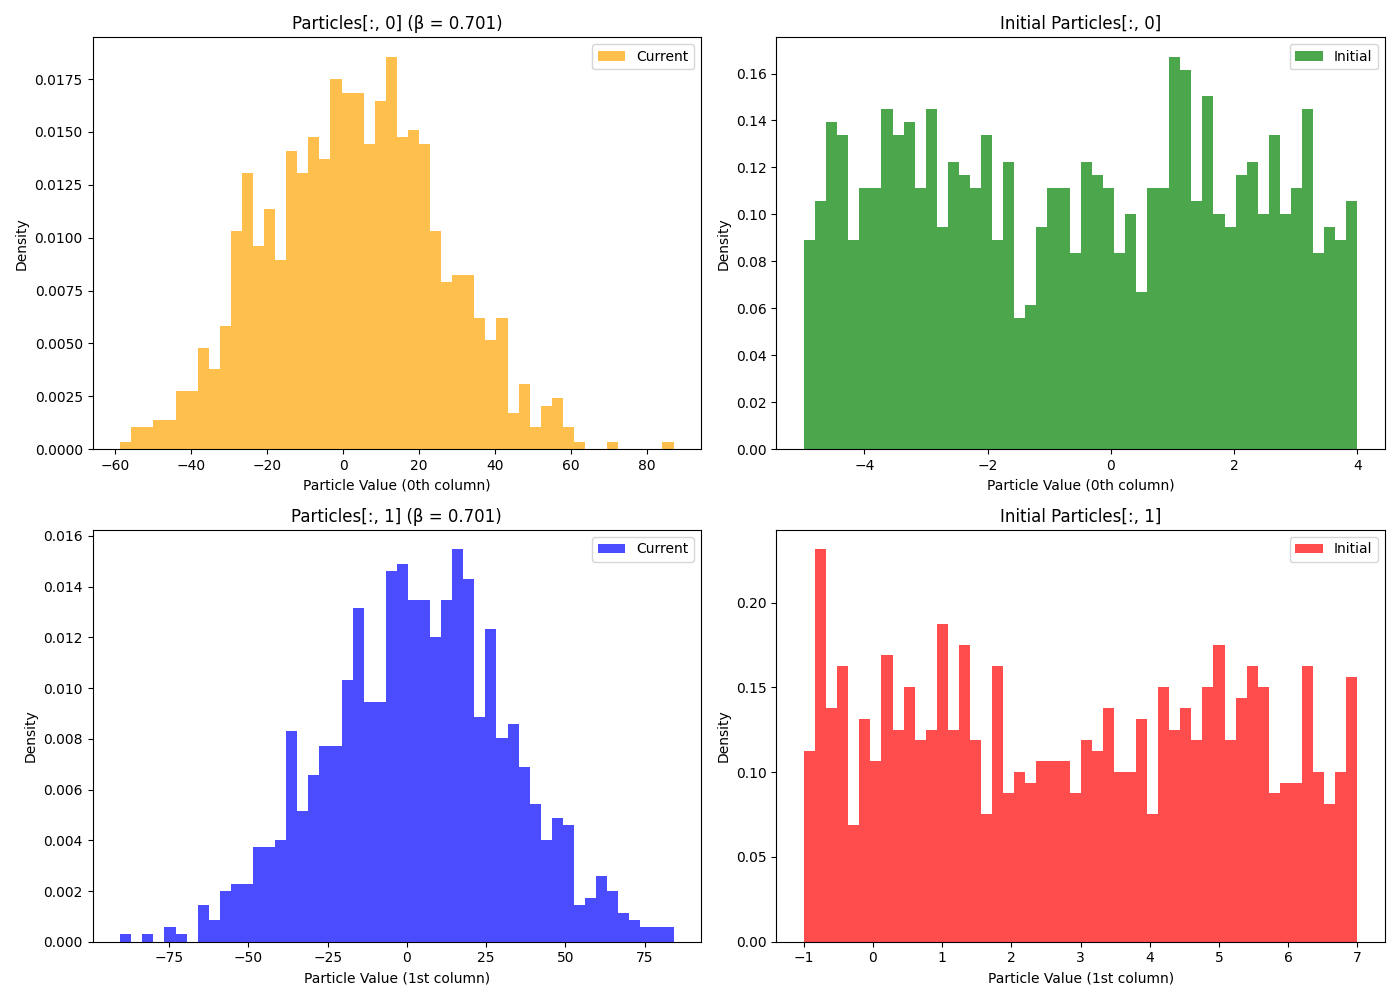 Particles[:, 0] (β = 0.701)
Current
0.0175
0.0150
0.0125
0.0100
0.0075
0.0050
0.0025
0.0000
Density
−60 −40 −20 0 20 40 60 80
Particle Value (0th column)
Initial Particles[:, 0]
Initial
0.16
0.14
0.12
0.10
0.08
0.06
0.04
0.02
0.00
Density
−4 −2 0 2 4
Particle Value (0th column)
Particles[:, 1] (β = 0.701)
Current
0.016
0.014
0.012
0.010
0.008
0.006
0.004
0.002
0.000
Density
−75 −50 −25 0 25 50 75
Particle Value (1st column)
Initial Particles[:, 1]
Initial
0.20
0.15
0.10
0.05
0.00
Density
−1 0 1 2 3 4 5 6 7
Particle Value (1st column)